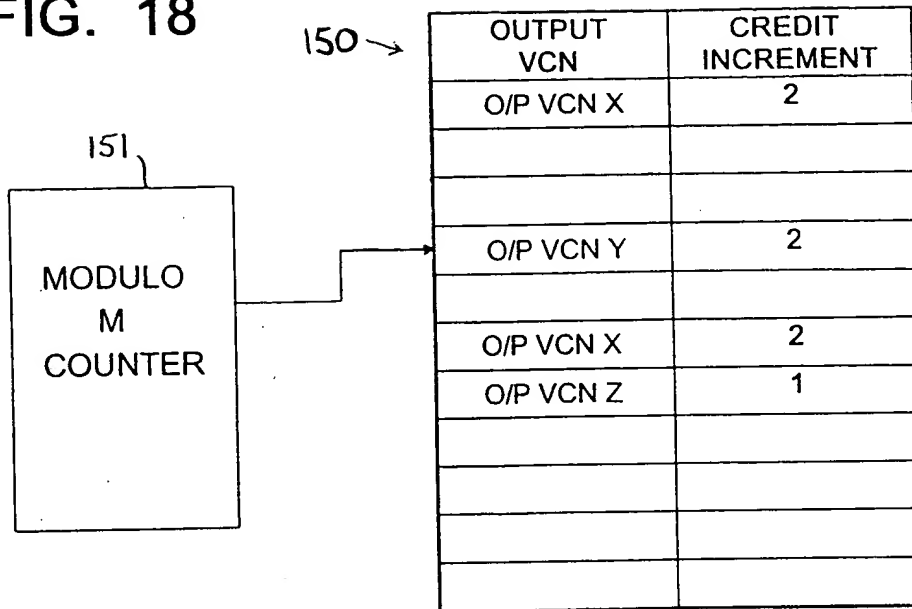 FIG. 18
150
OUTPUT VCN CREDIT INCREMENT
O/P VCN X 2
151
O/P VCN Y 2
MODULO
M
COUNTER
O/P VCN X 2
O/P VCN Z 1